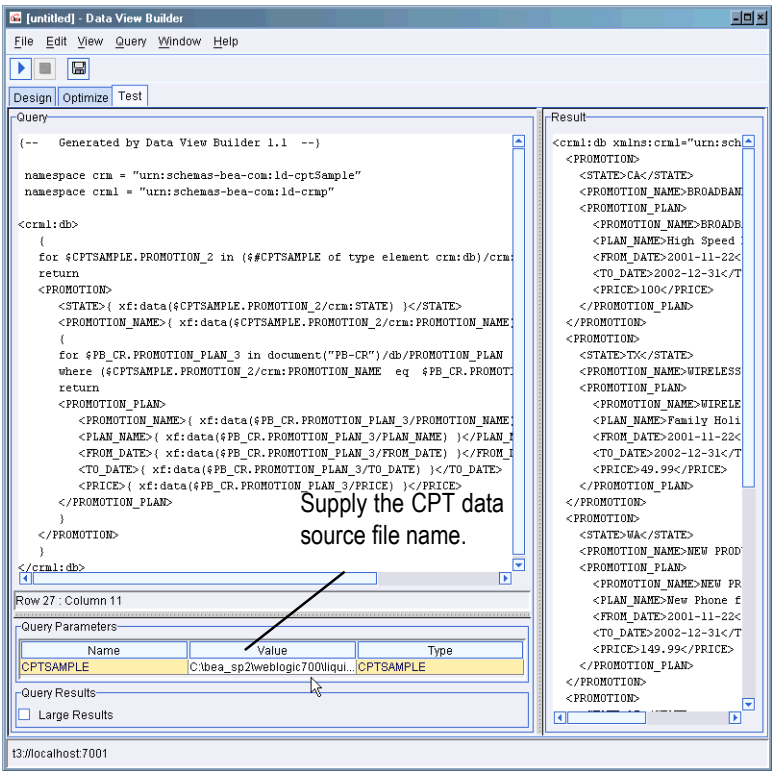 [untitled] - Data View Builder
File Edit View Query Window Help
Design Optimize Test
Query
{-- Generated by Data View Builder 1.1 --}
namespace crm = "urn:schemas-bea-com:ld-cptSample"
namespace crm1 = "urn:schemas-bea-com:ld-crmp"
<crm1:db>
{
for $CPTSAMPLE.PROMOTION_2 in ($#CPTSAMPLE of type element crm:db)/crm:
return
<PROMOTION>
<STATE>{ xf:data($CPTSAMPLE.PROMOTION_2/crm:STATE) }</STATE>
<PROMOTION_NAME>{ xf:data($CPTSAMPLE.PROMOTION_2/crm:PROMOTION_NAME)
{
for $PB_CR.PROMOTION_PLAN_3 in document("PB-CR")/db/PROMOTION_PLAN
where ($CPTSAMPLE.PROMOTION_2/crm:PROMOTION_NAME eq $PB_CR.PROMOT
return
<PROMOTION_PLAN>
<PROMOTION_NAME>{ xf:data($PB_CR.PROMOTION_PLAN_3/PROMOTION_NAME)
<PLAN_NAME>{ xf:data($PB_CR.PROMOTION_PLAN_3/PLAN_NAME) }</PLAN_
<FROM_DATE>{ xf:data($PB_CR.PROMOTION_PLAN_3/FROM_DATE) }</FROM_
<TO_DATE>{ xf:data($PB_CR.PROMOTION_PLAN_3/TO_DATE) }</TO_DATE>
<PRICE>{ xf:data($PB_CR.PROMOTION_PLAN_3/PRICE) }</PRICE>
</PROMOTION_PLAN>
}
</PROMOTION>
}
</crm1:db>
Supply the CPT data
source file name.
Row 27 : Column 11
Query Parameters
Name Value Type
CPTSAMPLE C:\bea_sp2\weblogic700\liqui... CPTSAMPLE
Query Results
Large Results
t3://localhost:7001
Result
<crm1:db xmlns:crm1="urn:sch
<PROMOTION>
<STATE>CA</STATE>
<PROMOTION_NAME>BROADBAN
<PROMOTION_PLAN>
<PROMOTION_NAME>BROADB
<PLAN_NAME>High Speed
<FROM_DATE>2001-11-22<
<TO_DATE>2002-12-31</T
<PRICE>100</PRICE>
</PROMOTION_PLAN>
</PROMOTION>
<PROMOTION>
<STATE>TX</STATE>
<PROMOTION_NAME>WIRELESS
<PROMOTION_PLAN>
<PROMOTION_NAME>WIRELE
<PLAN_NAME>Family Holi
<FROM_DATE>2001-11-22<
<TO_DATE>2002-12-31</T
<PRICE>49.99</PRICE>
</PROMOTION_PLAN>
</PROMOTION>
<PROMOTION>
<STATE>WA</STATE>
<PROMOTION_NAME>NEW PROD
<PROMOTION_PLAN>
<PROMOTION_NAME>NEW PR
<PLAN_NAME>New Phone f
<FROM_DATE>2001-11-22<
<TO_DATE>2002-12-31</T
<PRICE>149.99</PRICE>
</PROMOTION_PLAN>
</PROMOTION>
<PROMOTION>